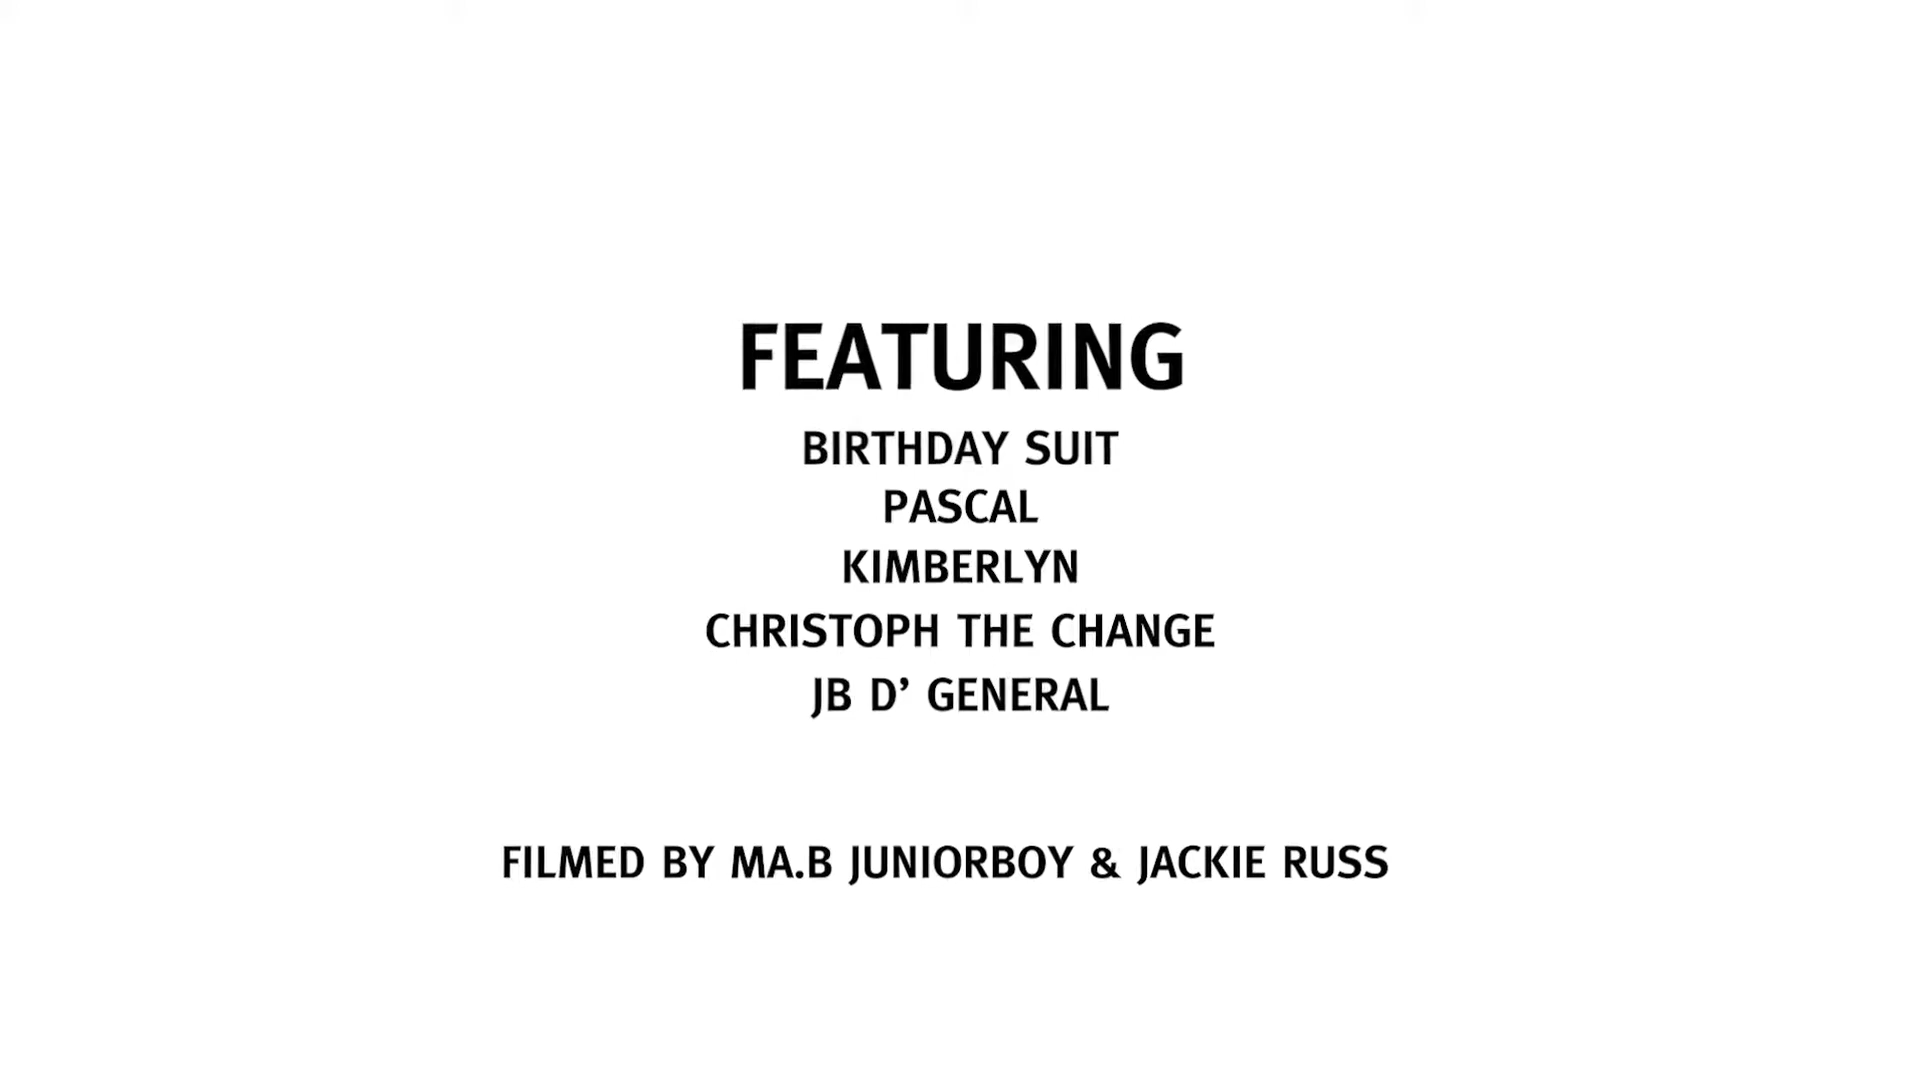 FEATURING
BIRTHDAY SUIT
PASCAL
KIMBERLYN
CHRISTOPH THE CHANGE
JB D’ GENERAL
FILMED BY MA.B JUNIORBOY & JACKIE RUSS